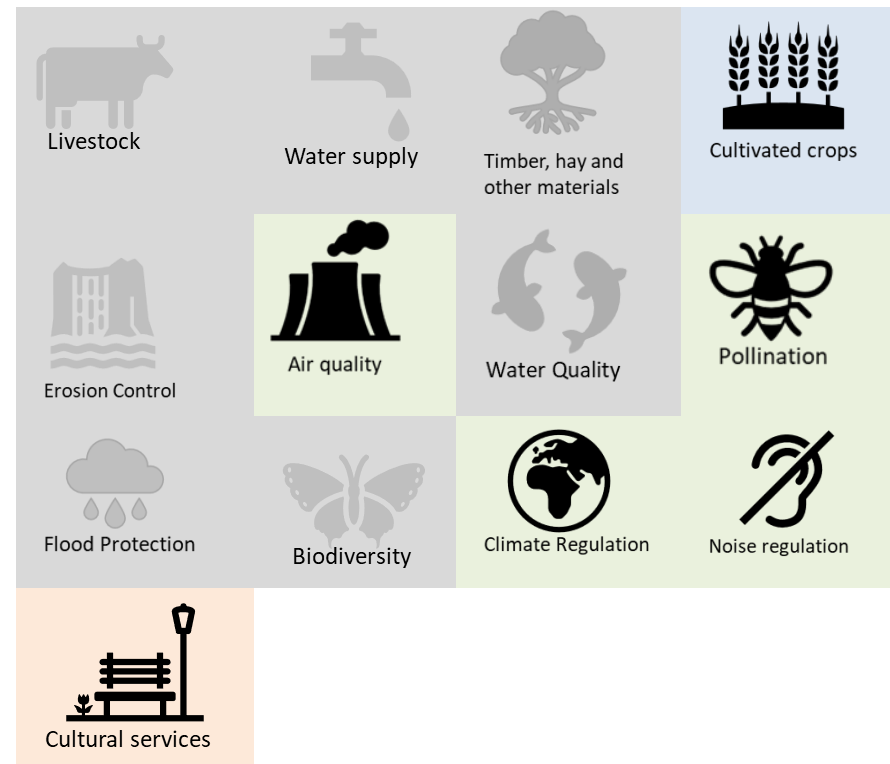 Livestock
Water supply
Timber, hay and
other materials
Cultivated crops
Erosion Control
Air quality
Water Quality
Pollination
Flood Protection
Biodiversity
Climate Regulation
Noise regulation
Cultural services